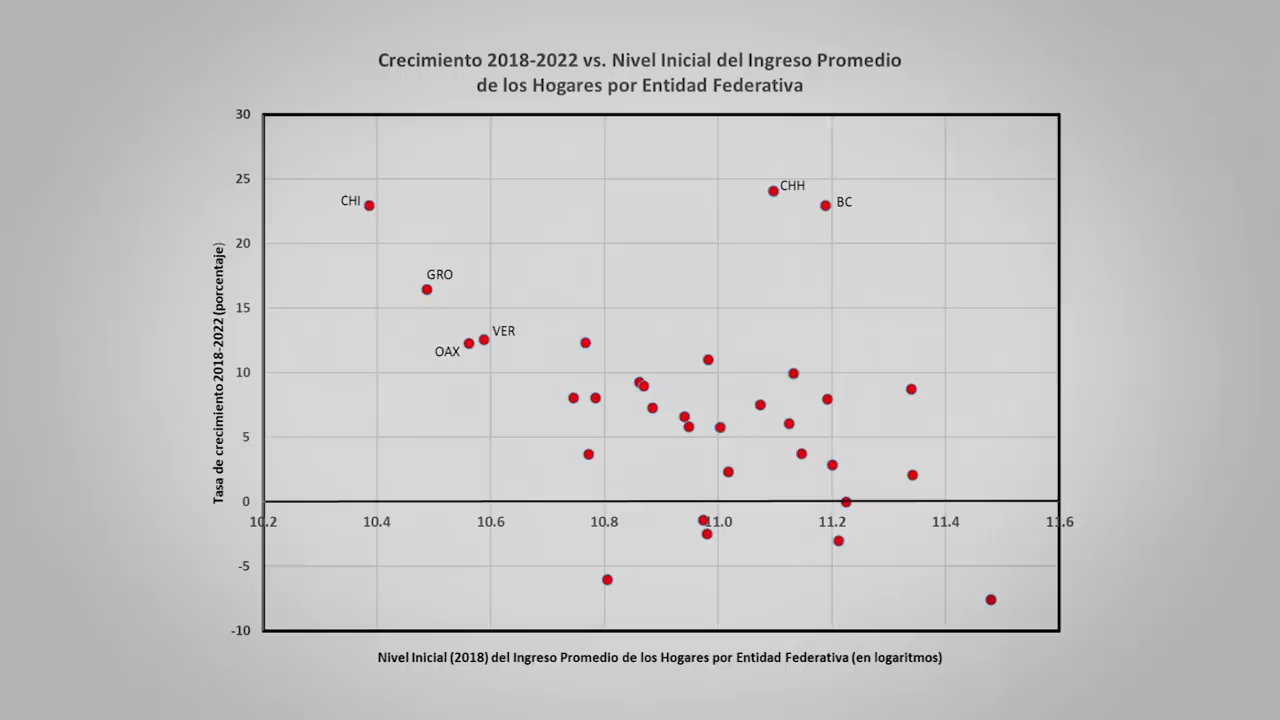 Crecimiento 2018-2022 vs. Nivel Inicial del Ingreso Promedio
de los Hogares por Entidad Federativa
30
25
20
15
10
5
0
-5
-10
Tasa de crecimiento 2018-2022 (porcentaje)
CHI
GRO
OAX
VER
CHH
BC
10.2 10.4 10.6 10.8 11.0 11.2 11.4 11.6
Nivel Inicial (2018) del Ingreso Promedio de los Hogares por Entidad Federativa (en logaritmos)